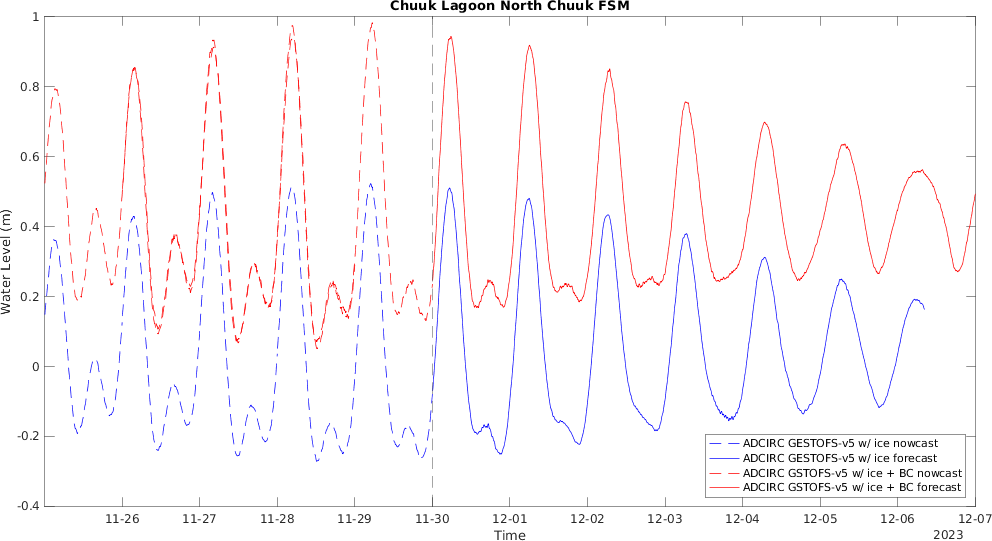 Chuuk Lagoon North Chuuk FSM
Water Level (m)
1
0.8
0.6
0.4
0.2
0
-0.2
-0.4
ADCIRC GESTOFS-v5 w/ ice nowcast
ADCIRC GESTOFS-v5 w/ ice forecast
ADCIRC GSTOFS-v5 w/ ice + BC nowcast
ADCIRC GSTOFS-v5 w/ ice + BC forecast
11-26 11-27 11-28 11-29 11-30 12-01 12-02 12-03 12-04 12-05 12-06 12-07
Time
2023